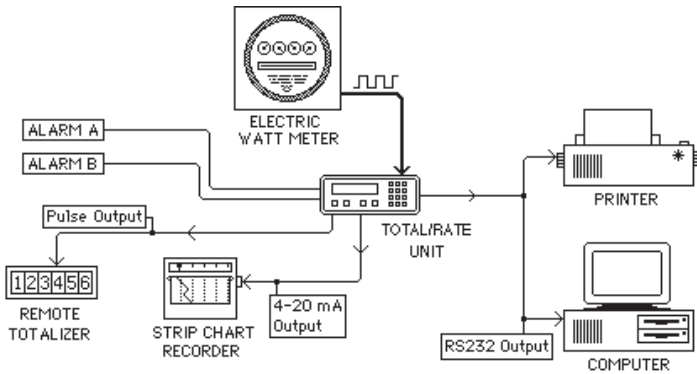 ELECTRIC
WATT METER
ALARM A
ALARM B
PRINTER
Pulse Output
TOTAL/RATE
UNIT
123456
REMOTE
TOTALIZER
STRIP CHART
RECORDER
4-20 mA
Output
RS232 Output
COMPUTER